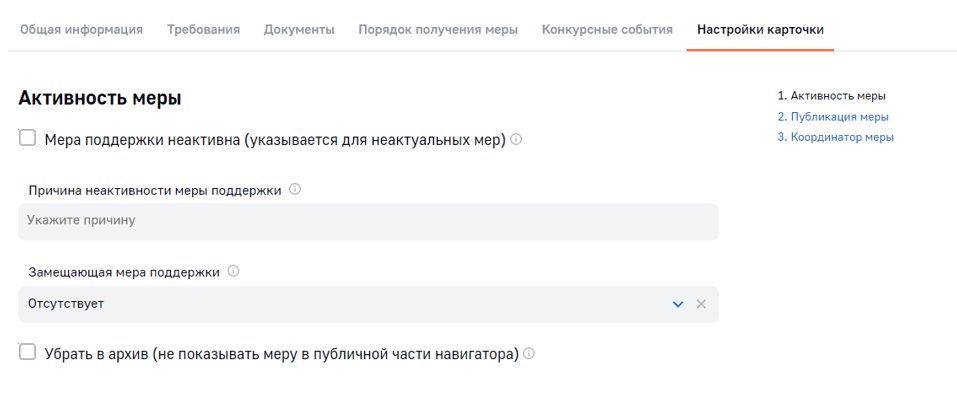 Общая информация Требования Документы Порядок получения меры Конкурсные события Настройки карточки
Активность меры
1. Активность меры
2. Публикация меры
3. Координатор меры
Мера поддержки неактивна (указывается для неактуальных мер)
Причина неактивности меры поддержки
Укажите причину
Замещающая мера поддержки
Отсутствует
Убрать в архив (не показывать меру в публичной части навигатора)